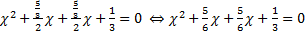 χ² + (5/3)/2 χ + (5/3)/2 χ + 1/3 = 0 ⇔ χ² + 5/6 χ + 5/6 χ + 1/3 = 0